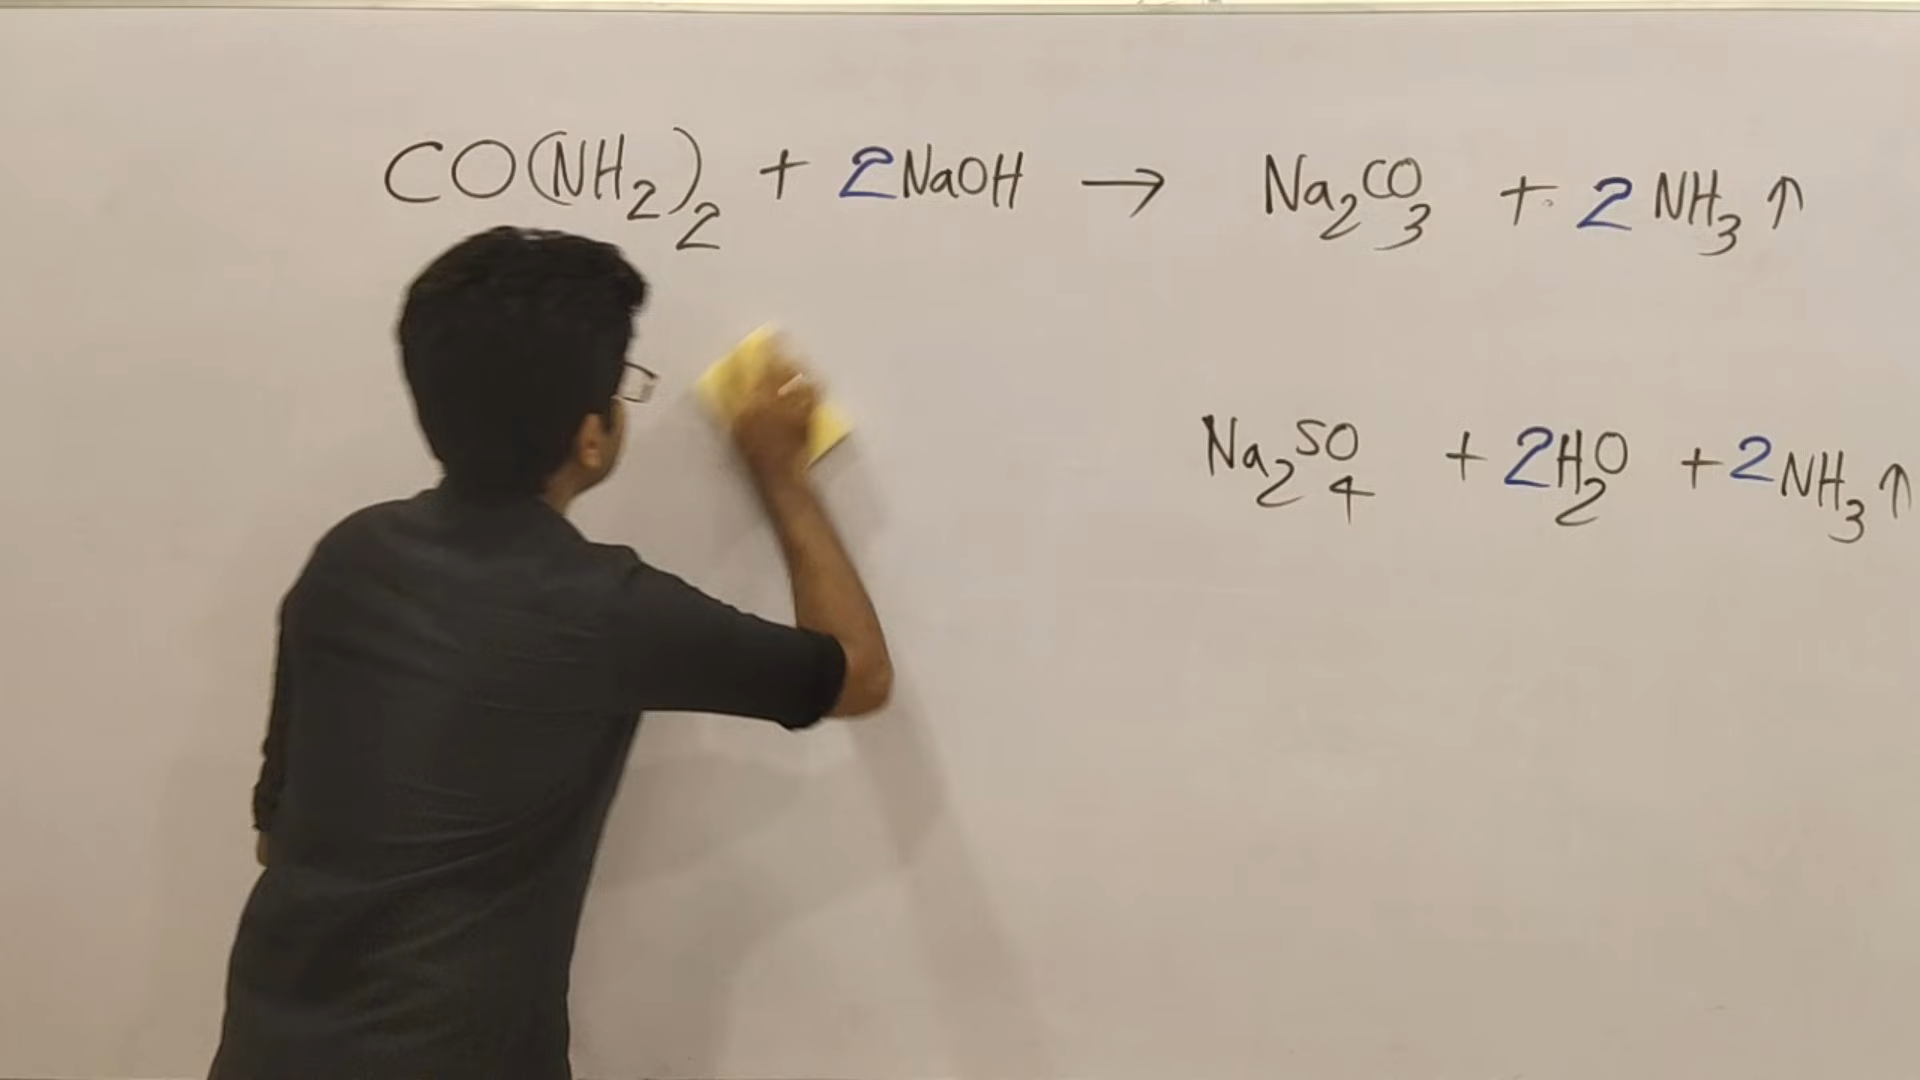 CO(NH₂)₂ + 2NaOH → Na₂CO₃ + 2NH₃↑
Na₂SO₄ + 2H₂O + 2NH₃↑